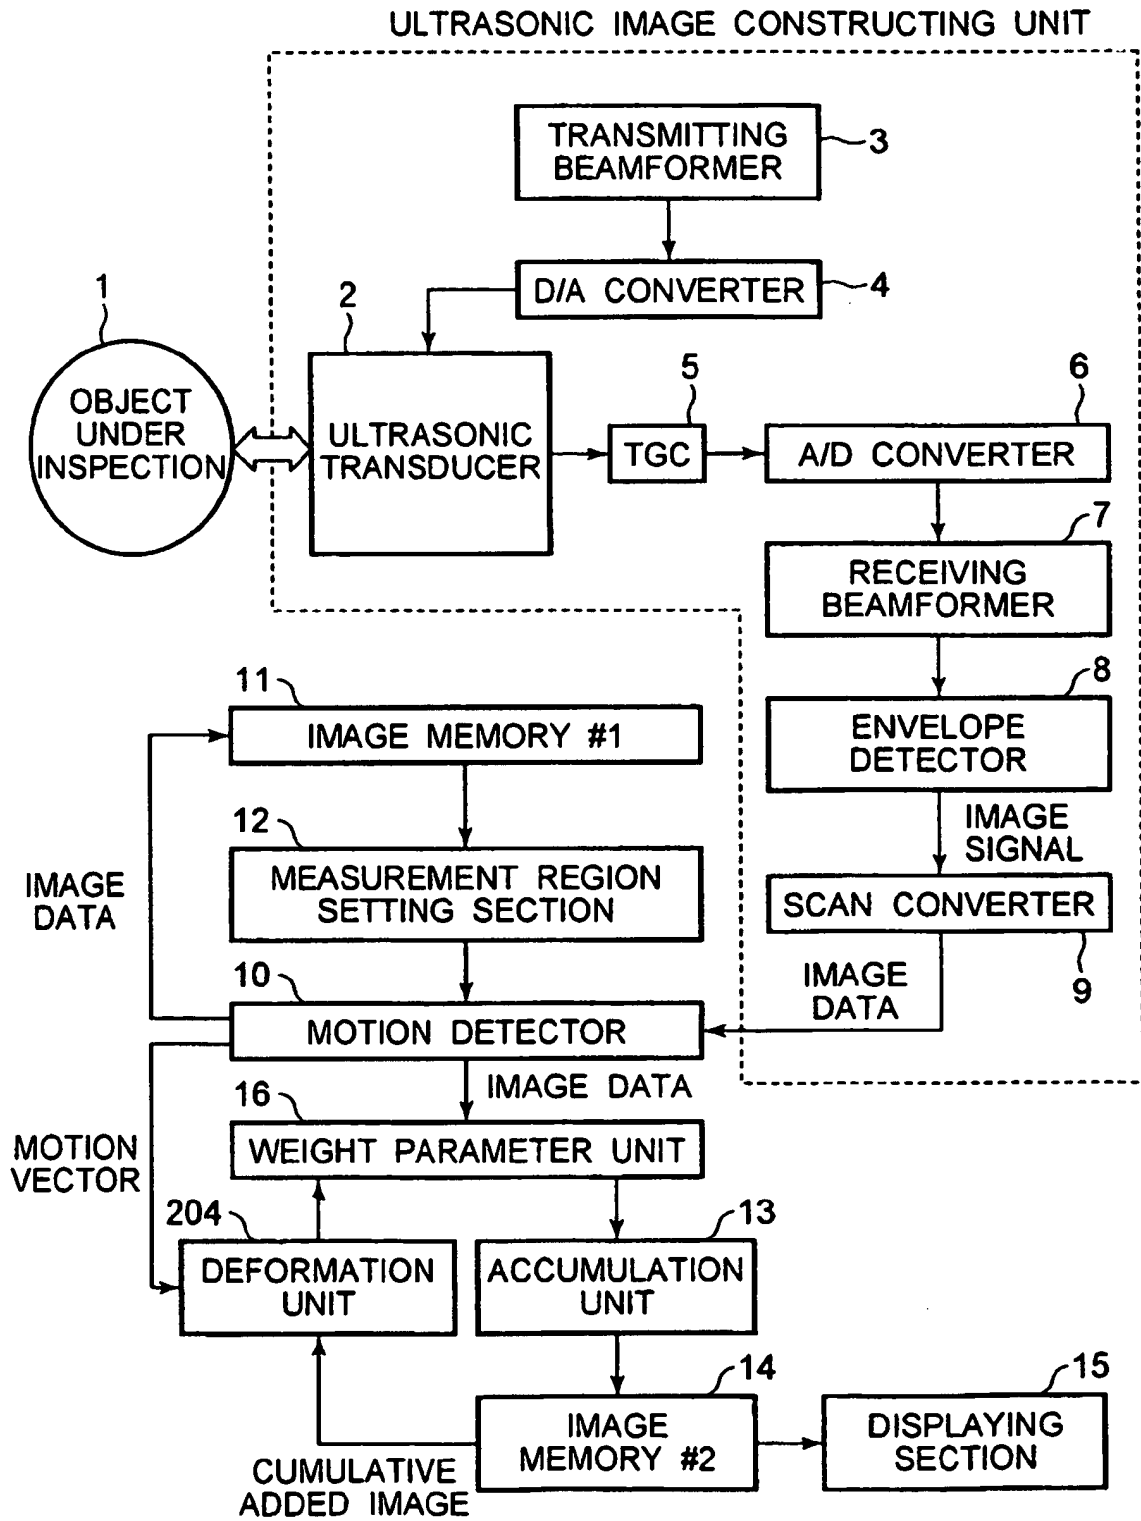 ULTRASONIC IMAGE CONSTRUCTING UNIT
TRANSMITTING
BEAMFORMER
3
D/A CONVERTER
4
1
OBJECT
UNDER
INSPECTION
2
ULTRASONIC
TRANSDUCER
5
TGC
6
A/D CONVERTER
7
RECEIVING
BEAMFORMER
8
ENVELOPE
DETECTOR
IMAGE
SIGNAL
SCAN CONVERTER
9
IMAGE
DATA
11
IMAGE MEMORY #1
12
MEASUREMENT REGION
SETTING SECTION
IMAGE
DATA
10
MOTION DETECTOR
IMAGE DATA
16
WEIGHT PARAMETER UNIT
MOTION
VECTOR
204
DEFORMATION
UNIT
13
ACCUMULATION
UNIT
14
IMAGE
MEMORY #2
15
DISPLAYING
SECTION
CUMULATIVE
ADDED IMAGE